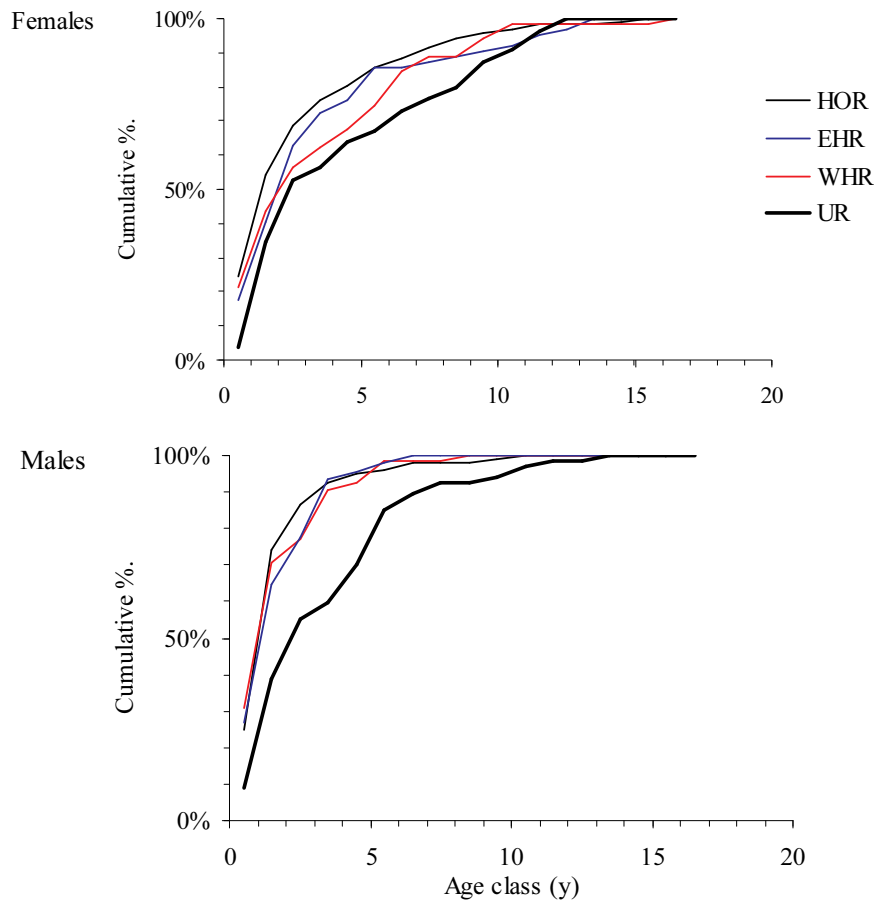 Females
100%
50%
0%
Cumulative %.
0 5 10 15 20
HOR
EHR
WHR
UR
Males
100%
50%
0%
Cumulative %.
0 5 10 15 20
Age class (y)